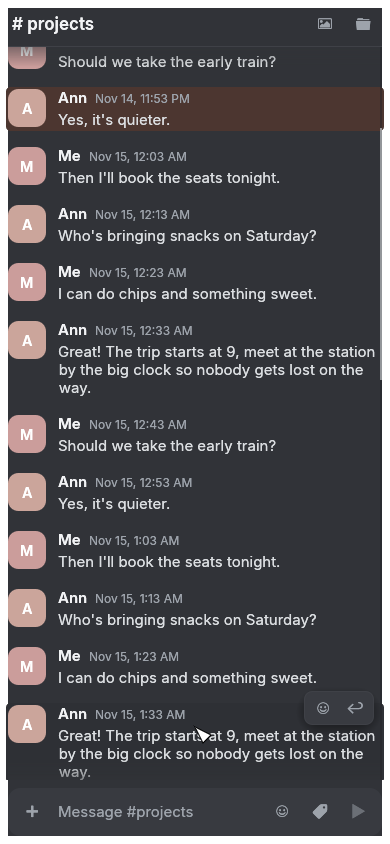 # projects
M
Should we take the early train?
A
Ann Nov 14, 11:53 PM
Yes, it's quieter.
M
Me Nov 15, 12:03 AM
Then I'll book the seats tonight.
A
Ann Nov 15, 12:13 AM
Who's bringing snacks on Saturday?
M
Me Nov 15, 12:23 AM
I can do chips and something sweet.
A
Ann Nov 15, 12:33 AM
Great! The trip starts at 9, meet at the station
by the big clock so nobody gets lost on the
way.
M
Me Nov 15, 12:43 AM
Should we take the early train?
A
Ann Nov 15, 12:53 AM
Yes, it's quieter.
M
Me Nov 15, 1:03 AM
Then I'll book the seats tonight.
A
Ann Nov 15, 1:13 AM
Who's bringing snacks on Saturday?
M
Me Nov 15, 1:23 AM
I can do chips and something sweet.
A
Ann Nov 15, 1:33 AM
Great! The trip starts at 9, meet at the station
by the big clock so nobody gets lost on the
way.
Message #projects